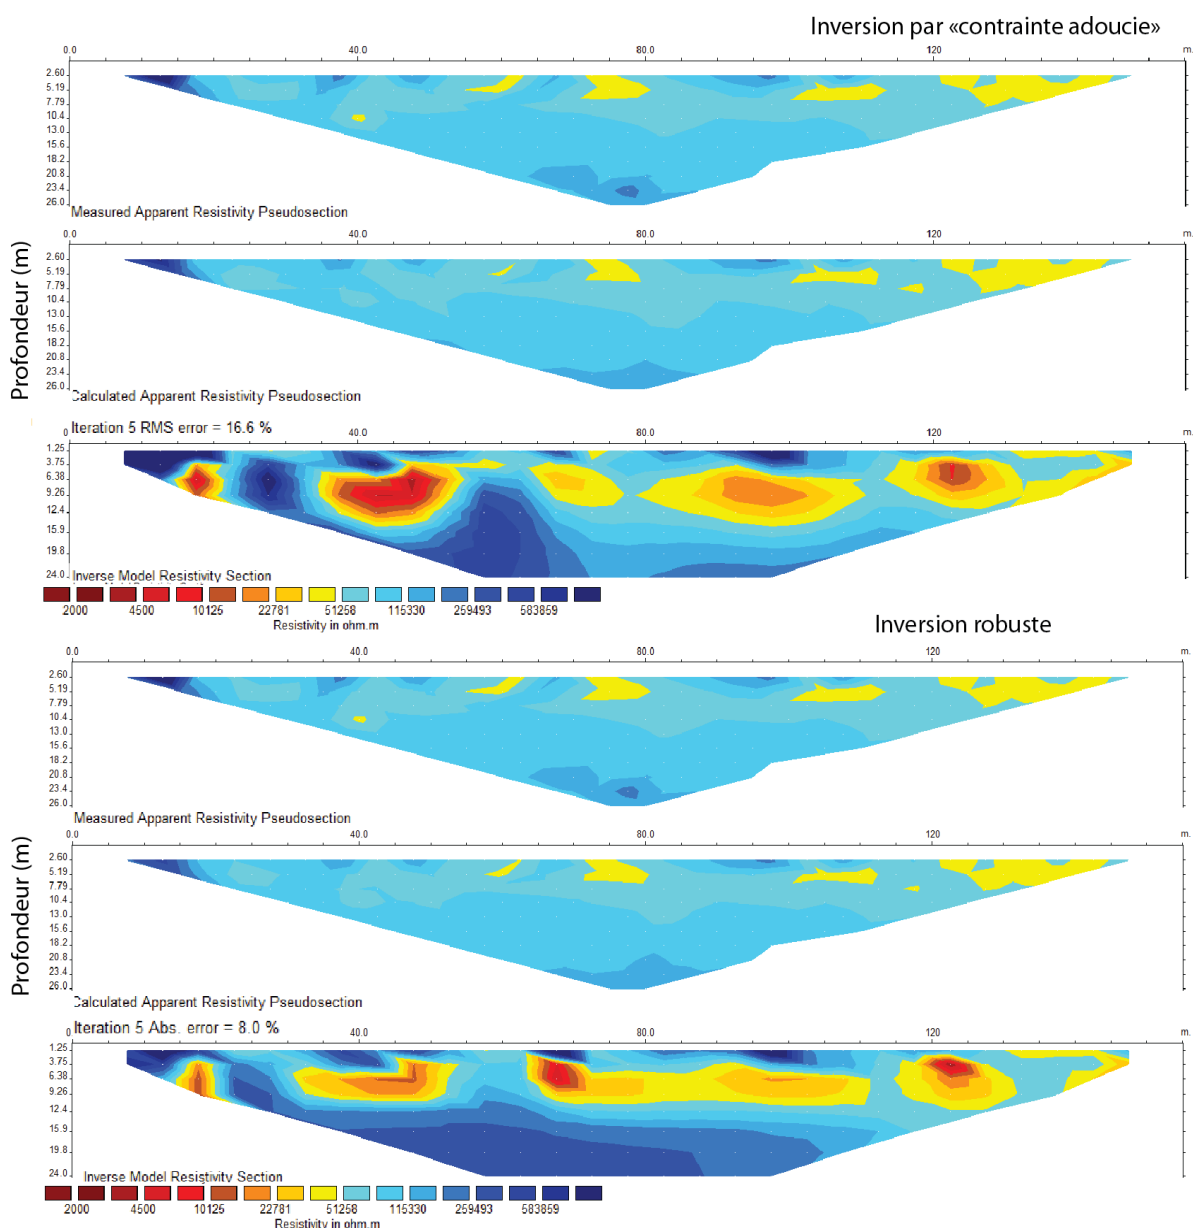 Inversion par «contrainte adoucie»
0.0 40.0 80.0 120 m.
2.60
5.19
7.79
10.4
13.0
15.6
18.2
20.8
23.4
26.0
Measured Apparent Resistivity Pseudosection
0.0 40.0 80.0 120 m.
Profondeur (m)
2.60
5.19
7.79
10.4
13.0
15.6
18.2
20.8
23.4
26.0
Calculated Apparent Resistivity Pseudosection
Iteration 5 RMS error = 16.6 %
0 40.0 80.0 120 m.
1.25
3.75
6.38
9.26
12.4
15.9
19.8
24.0
Inverse Model Resistivity Section
2000 4500 10125 22781 51258 115330 259493 583859
Resistivity in ohm.m
Inversion robuste
0.0 40.0 80.0 120 m.
2.60
5.19
7.79
10.4
13.0
15.6
18.2
20.8
23.4
26.0
Measured Apparent Resistivity Pseudosection
0.0 40.0 80.0 120 m.
Profondeur (m)
2.60
5.19
7.79
10.4
13.0
15.6
18.2
23.4
26.0
Calculated Apparent Resistivity Pseudosection
Iteration 5 Abs. error = 8.0 %
0 40.0 80.0 120 m.
1.25
3.75
6.38
9.26
12.4
15.9
19.8
24.0
Inverse Model Resistivity Section
2000 4500 10125 22781 51258 115330 259493 583859
Resistivity in ohm.m